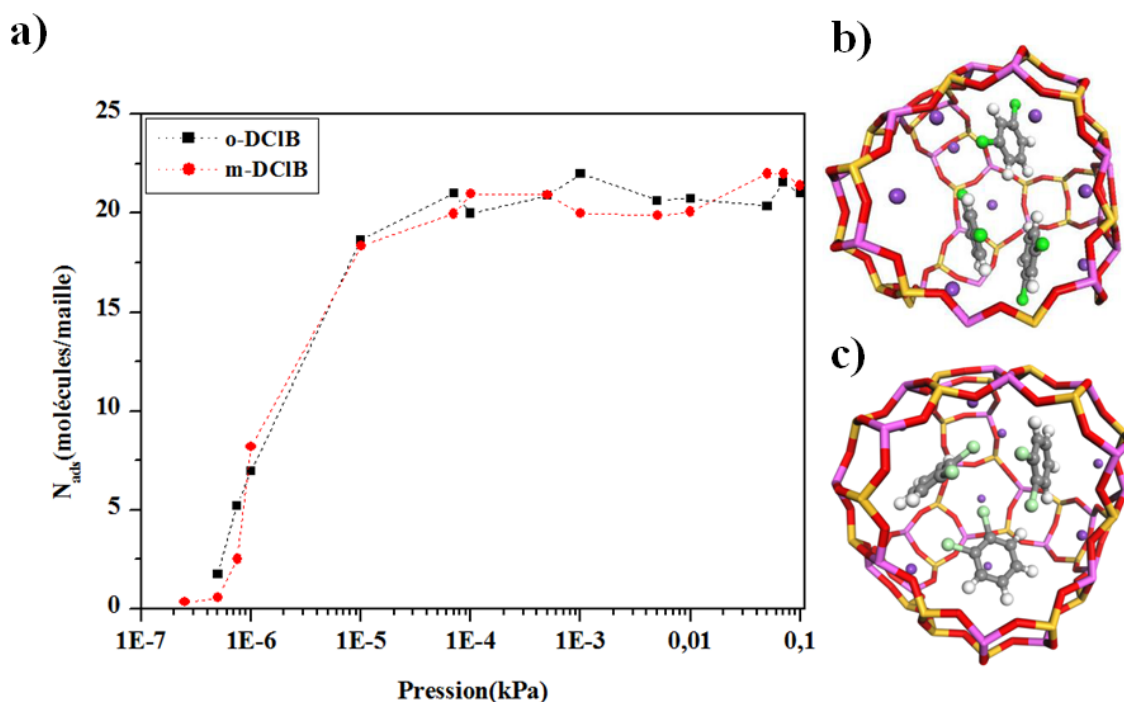 a)
25
20
15
10
5
0
N_ads(molécules/maille)
o-DClB
m-DClB
1E-7 1E-6 1E-5 1E-4 1E-3 0,01 0,1
Pression(kPa)
b)
c)